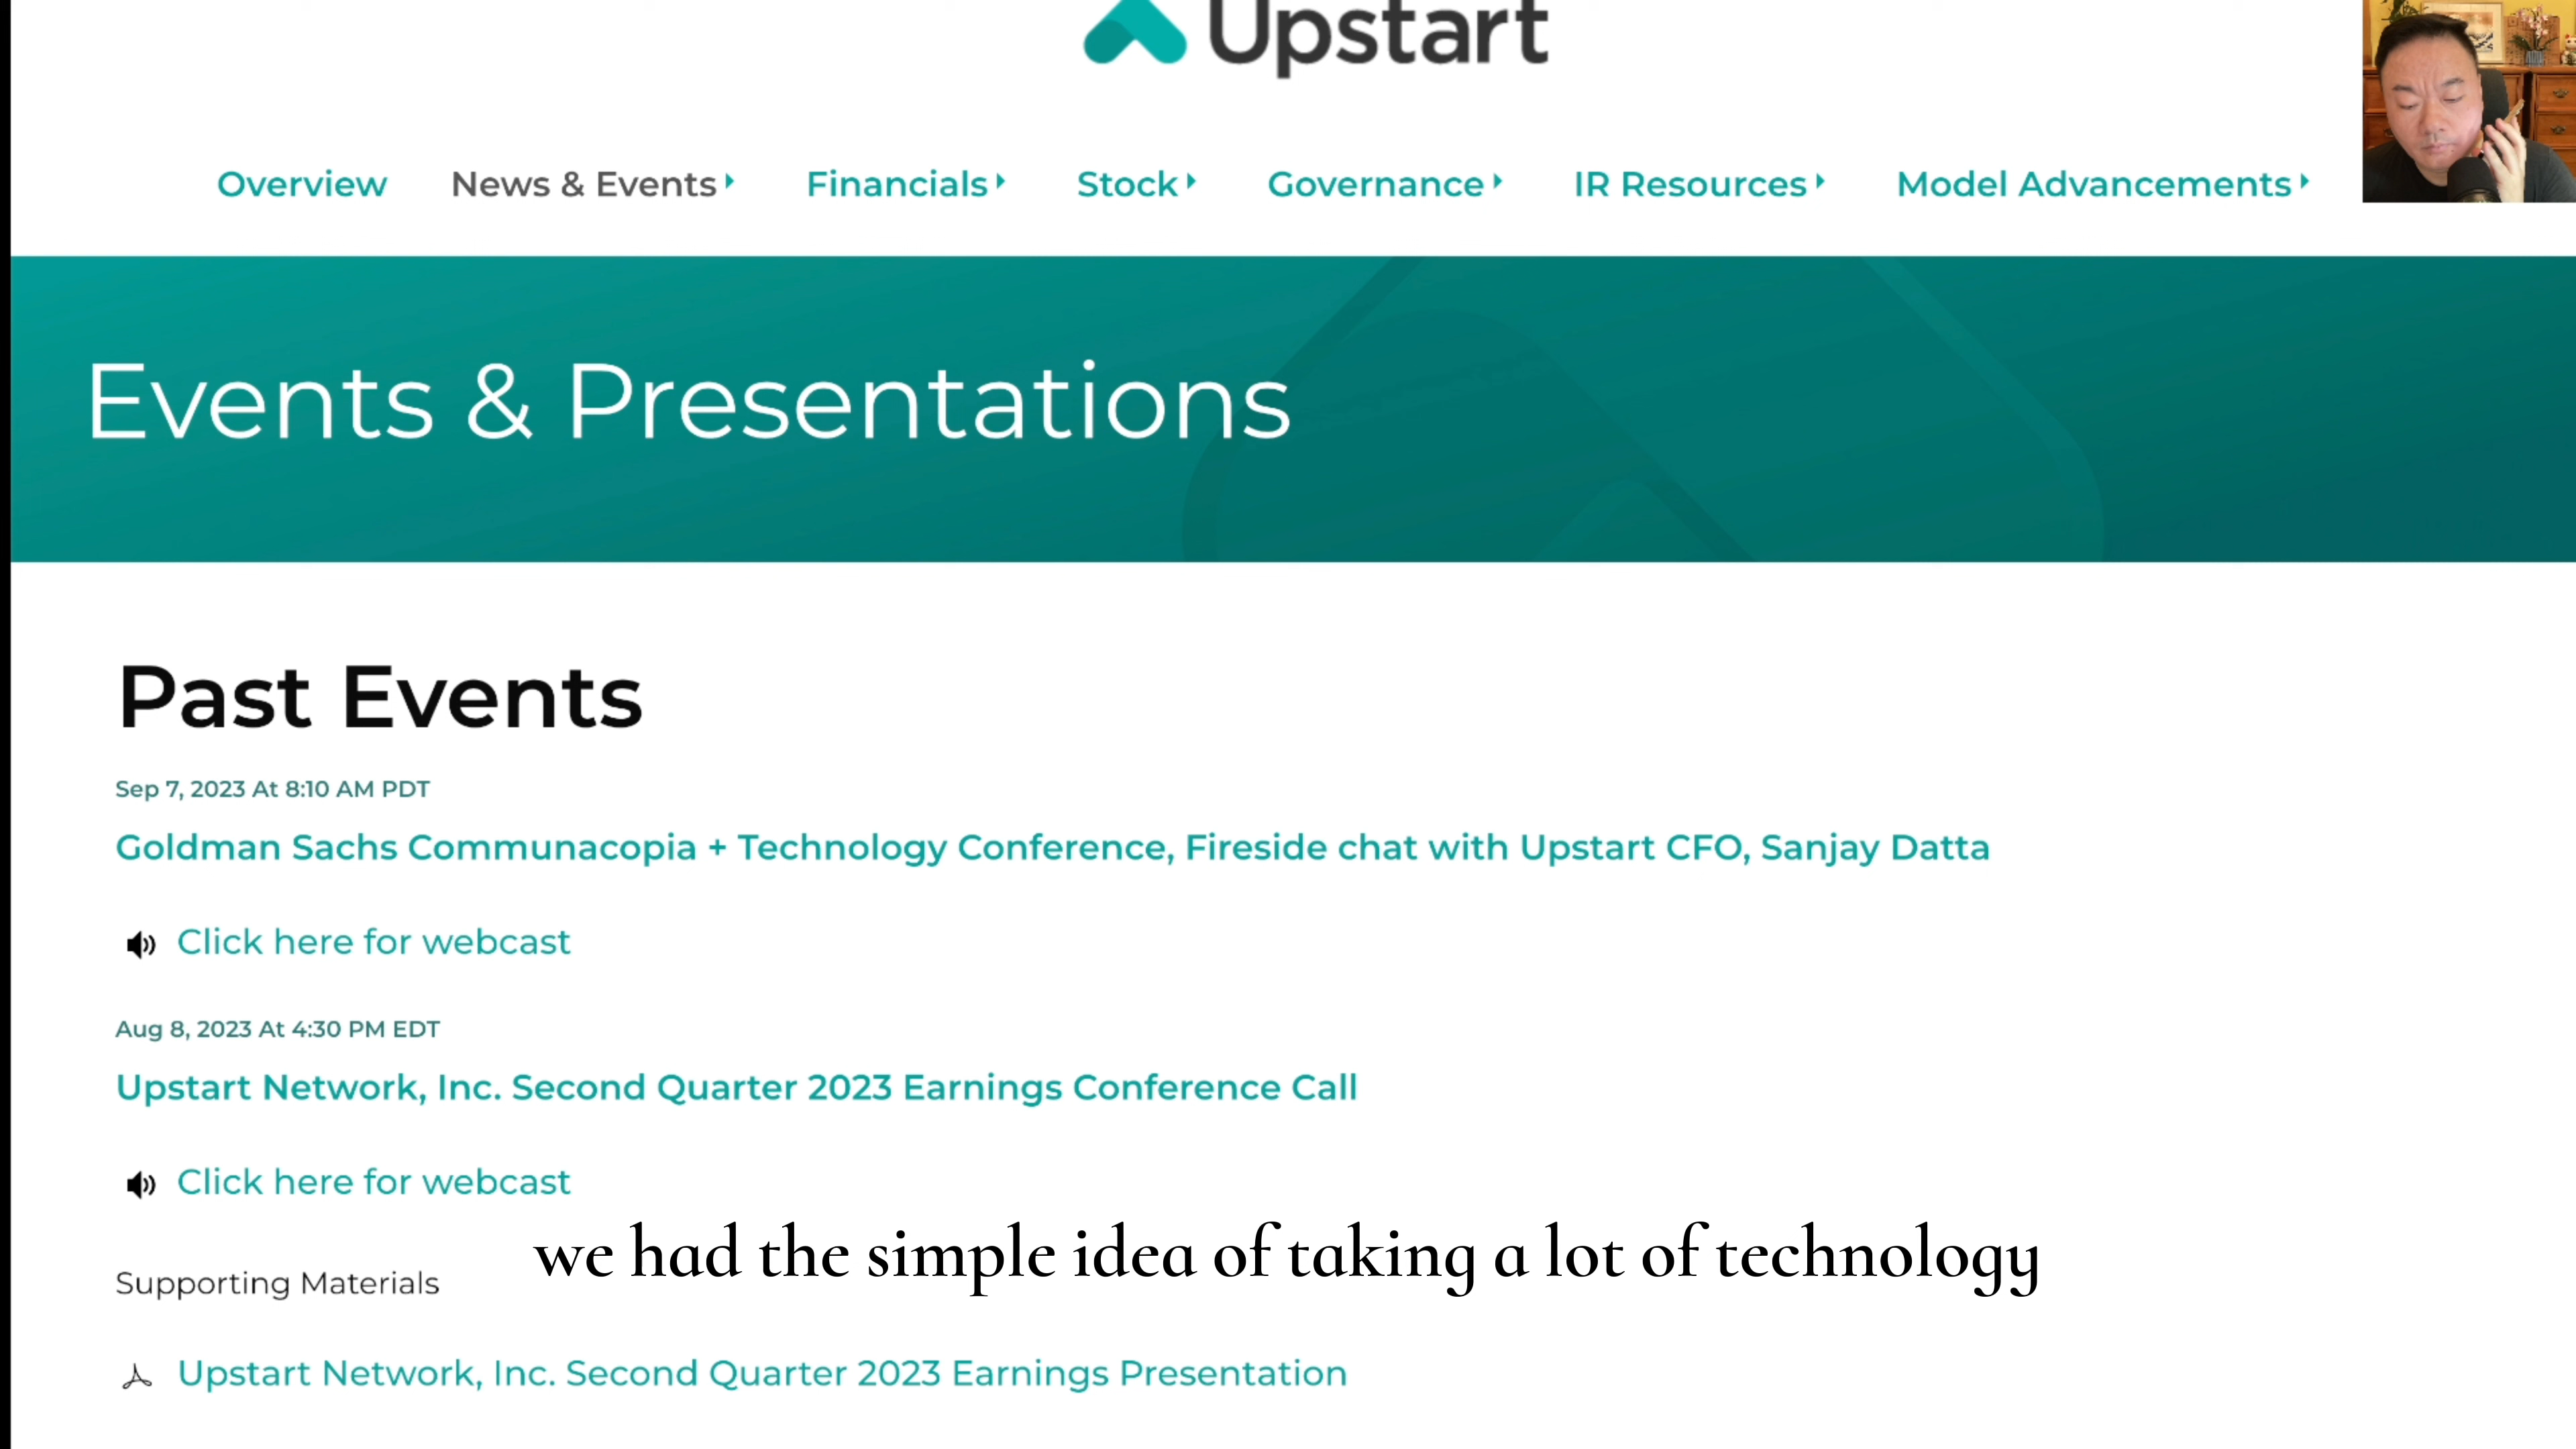 Upstart
Overview
News & Events
Financials
Stock
Governance
IR Resources
Model Advancements
Events & Presentations
Past Events
Sep 7, 2023 At 8:10 AM PDT
Goldman Sachs Communacopia + Technology Conference, Fireside chat with Upstart CFO, Sanjay Datta
Click here for webcast
Aug 8, 2023 At 4:30 PM EDT
Upstart Network, Inc. Second Quarter 2023 Earnings Conference Call
Click here for webcast
we had the simple idea of taking a lot of technology
Supporting Materials
Upstart Network, Inc. Second Quarter 2023 Earnings Presentation